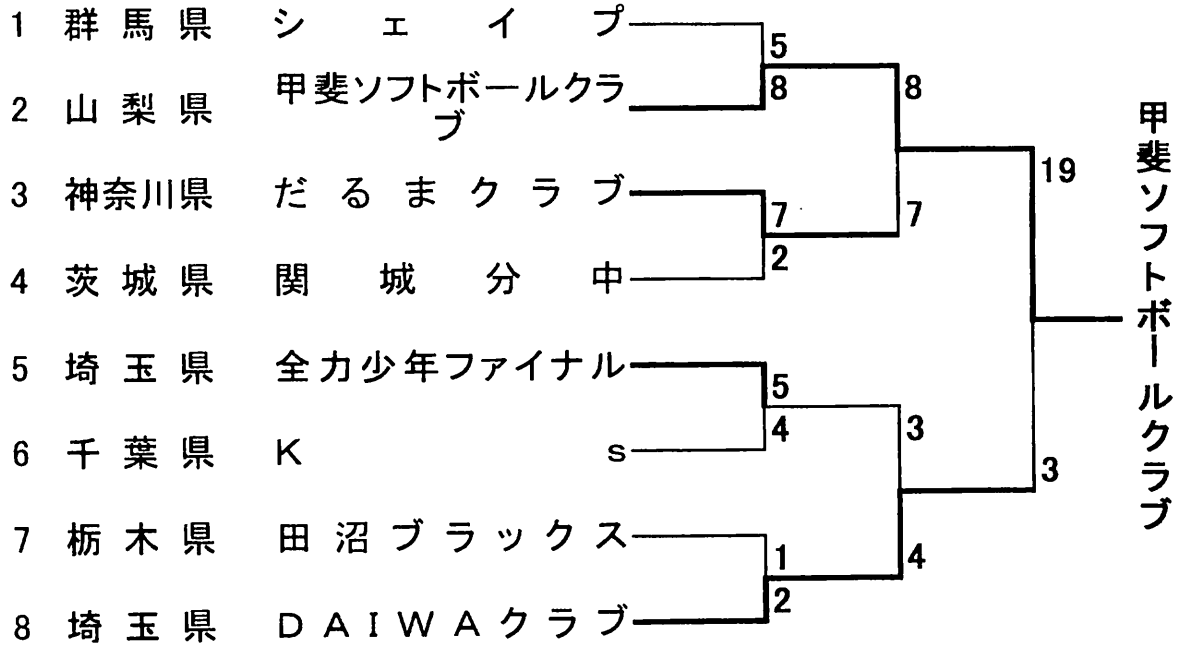 1 群馬県 シェイプ
5
2 山梨県 甲斐ソフトボールクラ
ブ
8
8
3 神奈川県 だるまクラブ
7
7
4 茨城県 関城分中
2
19
5 埼玉県 全力少年ファイナル
5
3
6 千葉県 Ks
4
3
7 栃木県 田沼ブラックス
1
4
8 埼玉県 DAIWAクラブ
2
甲斐ソフトボールクラブ